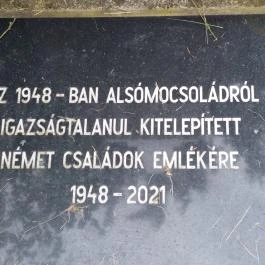 Z 1948 - BAN ALSÓMOCSOLÁDRÓL
IGAZSÁGTALANUL KITELEPÍTETT
NÉMET CSALÁDOK EMLÉKÉRE
1948 - 2021